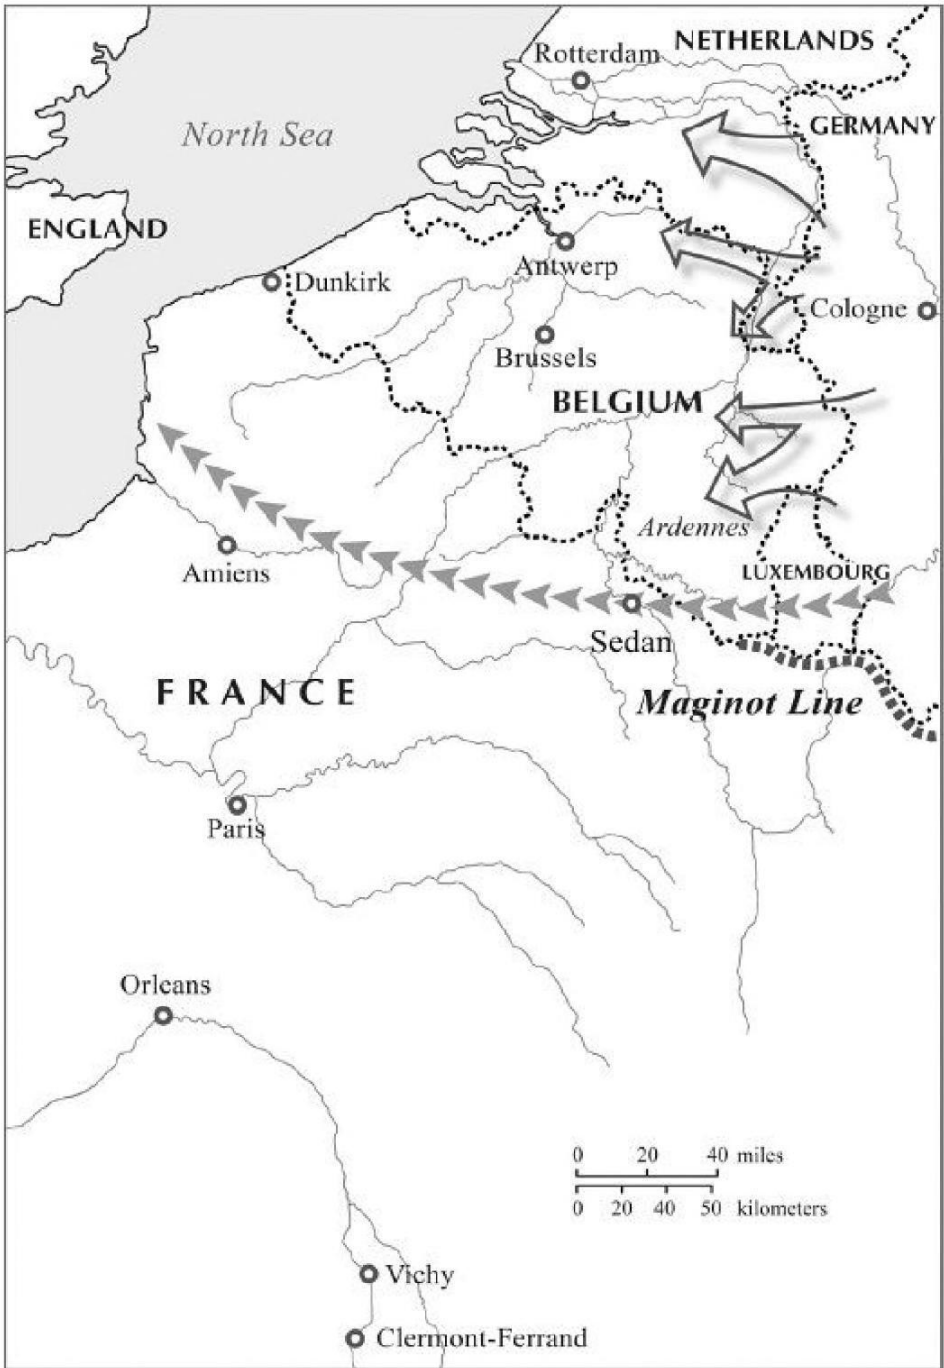 NETHERLANDS
Rotterdam
GERMANY
North Sea
ENGLAND
Antwerp
Dunkirk
Cologne
Brussels
BELGIUM
Ardennes
Amiens
LUXEMBOURG
Sedan
FRANCE
Maginot Line
Paris
Orleans
0 20 40 miles
0 20 40 50 kilometers
Vichy
Clermont-Ferrand